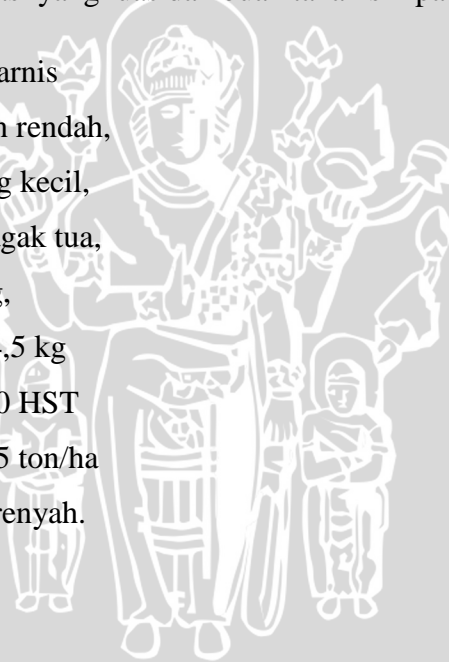 arnis
n rendah,
g kecil,
gak tua,
g,
,5 kg
0 HST
5 ton/ha
renyah.